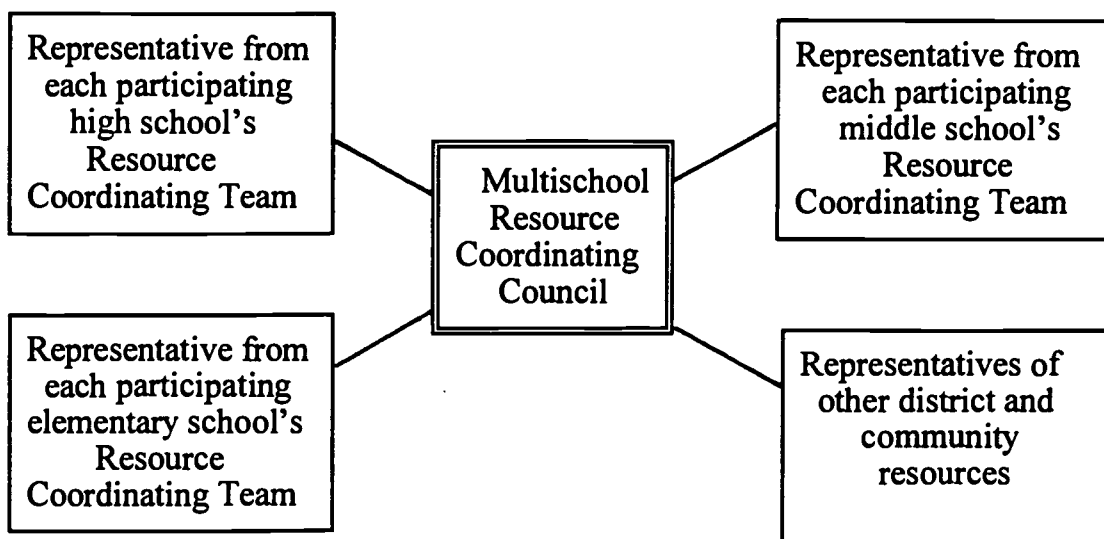 Representative from
each participating
high school's
Resource
Coordinating Team
Representative from
each participating
middle school's
Resource
Coordinating Team
Multischool
Resource
Coordinating
Council
Representative from
each participating
elementary school's
Resource
Coordinating Team
Representatives of
other district and
community
resources